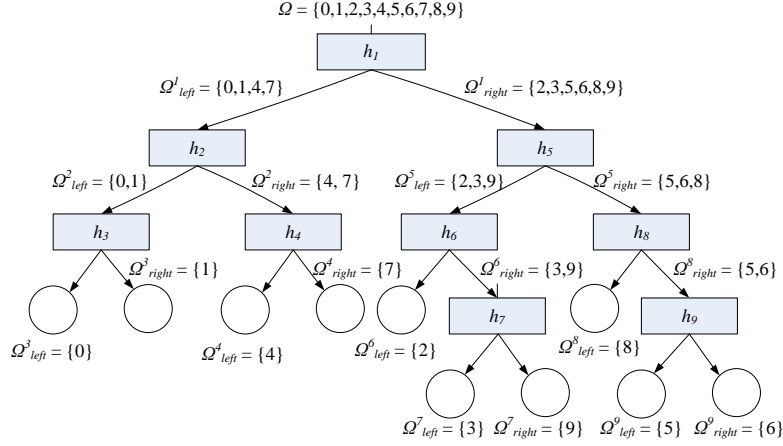 Ω = {0,1,2,3,4,5,6,7,8,9}
h1
Ω1left = {0,1,4,7}
Ω1right = {2,3,5,6,8,9}
h2
h5
Ω2left = {0,1}
Ω2right = {4, 7}
Ω5left = {2,3,9}
Ω5right = {5,6,8}
h3
h4
h6
h8
Ω3right = {1}
Ω4right = {7}
Ω6right = {3,9}
Ω8right = {5,6}
h7
h9
Ω3left = {0}
Ω4left = {4}
Ω6left = {2}
Ω8left = {8}
Ω7left = {3}
Ω7right = {9}
Ω9left = {5}
Ω9right = {6}